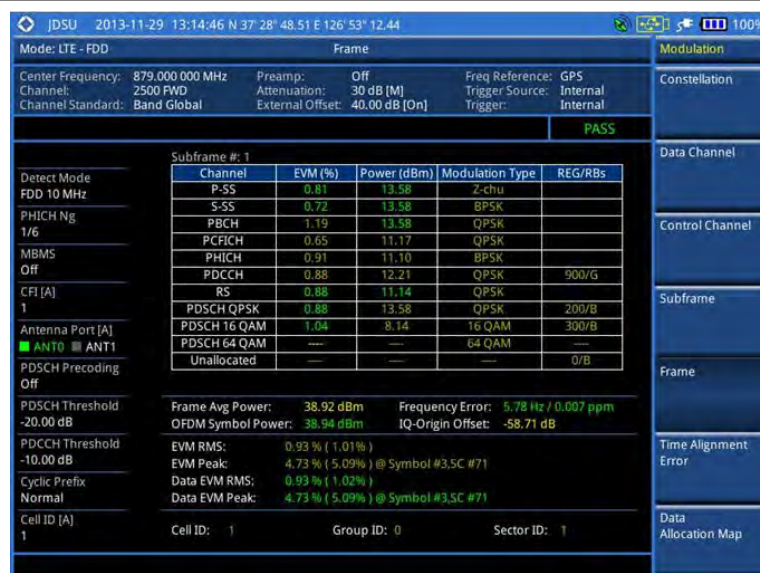 JDSU 2013-11-29 13:14:46 N 37° 28" 48.51 E 126° 53" 12.44 100%
Mode: LTE - FDD Frame Modulation
Center Frequency: 879.000 000 MHz Preamp: Off Freq Reference: GPS
Channel: 2500 FWD Attenuation: 30 dB [M] Trigger Source: Internal
Channel Standard: Band Global External Offset: 40.00 dB [On] Trigger: Internal
PASS
Constellation
Data Channel
Control Channel
Subframe
Frame
Time Alignment
Error
Data
Allocation Map
Detect Mode
FDD 10 MHz
PHICH Ng
1/6
MBMS
Off
CFI [A]
1
Antenna Port [A]
ANT0 ANT1
PDSCH Precoding
Off
PDSCH Threshold
-20.00 dB
PDCCH Threshold
-10.00 dB
Cyclic Prefix
Normal
Cell ID [A]
1
Subframe #: 1
Channel EVM (%) Power (dBm) Modulation Type REG/RBs
P-SS 0.81 13.58 Z-chu
S-SS 0.72 13.58 BPSK
PBCH 1.19 13.58 QPSK
PCFICH 0.65 11.17 QPSK
PHICH 0.91 11.10 BPSK
PDCCH 0.88 12.21 QPSK 900/G
RS 0.88 11.14 QPSK
PDSCH QPSK 0.88 13.58 QPSK 200/B
PDSCH 16 QAM 1.04 8.14 16 QAM 300/B
PDSCH 64 QAM ---- ---- 64 QAM ----
Unallocated ---- ---- ---- 0/B
Frame Avg Power: 38.92 dBm Frequency Error: 5.78 Hz / 0.007 ppm
OFDM Symbol Power: 38.94 dBm IQ-Origin Offset: -58.71 dB
EVM RMS: 0.93 % ( 1.01% )
EVM Peak: 4.73 % ( 5.09% ) @ Symbol #3,SC #71
Data EVM RMS: 0.93 % ( 1.02% )
Data EVM Peak: 4.73 % ( 5.09% ) @ Symbol #3,SC #71
Cell ID: 1 Group ID: 0 Sector ID: 1